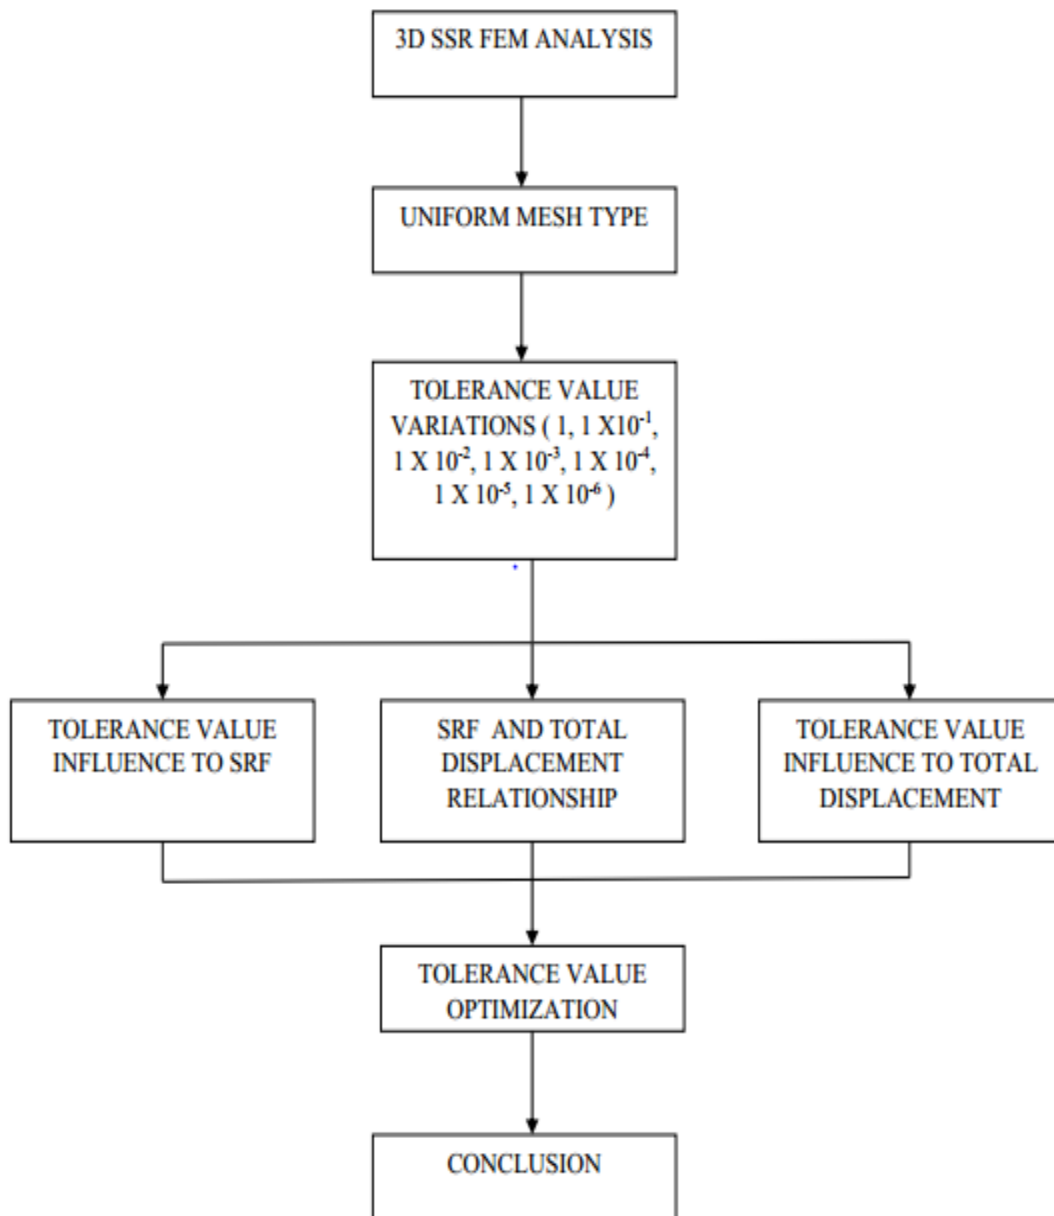 3D SSR FEM ANALYSIS
UNIFORM MESH TYPE
TOLERANCE VALUE
VARIATIONS ( 1, 1 X10⁻¹,
1 X 10⁻², 1 X 10⁻³, 1 X 10⁻⁴,
1 X 10⁻⁵, 1 X 10⁻⁶ )
TOLERANCE VALUE
INFLUENCE TO SRF
SRF AND TOTAL
DISPLACEMENT
RELATIONSHIP
TOLERANCE VALUE
INFLUENCE TO TOTAL
DISPLACEMENT
TOLERANCE VALUE
OPTIMIZATION
CONCLUSION